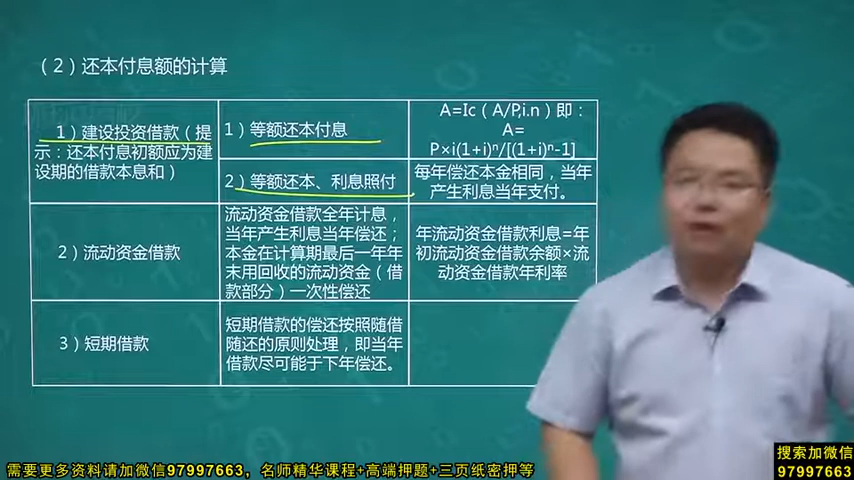 （2）还本付息额的计算
1）建设投资借款（提
示：还本付息初额应为建
设期的借款本息和）
1）等额还本付息
A=Ic（A/P,i.n）即：
A=
P×i(1+i)ⁿ/[(1+i)ⁿ-1]
2）等额还本、利息照付
每年偿还本金相同，当年
产生利息当年支付。
2）流动资金借款
流动资金借款全年计息，
当年产生利息当年偿还；
本金在计算期最后一年年
末用回收的流动资金（借
款部分）一次性偿还
年流动资金借款利息=年
初流动资金借款余额×流
动资金借款年利率
3）短期借款
短期借款的偿还按照随借
随还的原则处理，即当年
借款尽可能于下年偿还。
需要更多资料请加微信97997663，名师精华课程+高端押题+三页纸密押等
搜索加微信
97997663